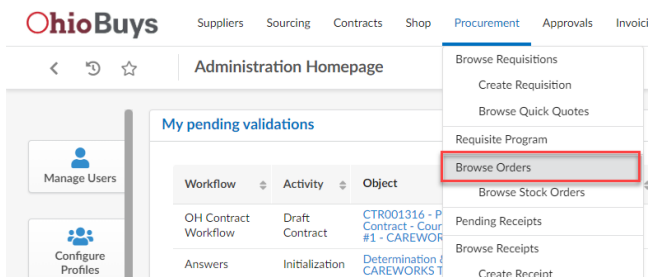 OhioBuys
Suppliers Sourcing Contracts Shop Procurement Approvals Invoici
Administration Homepage
Browse Requisitions
Create Requisition
Browse Quick Quotes
Requisite Program
Browse Orders
Browse Stock Orders
Pending Receipts
Browse Receipts
Create Receipt
My pending validations
Manage Users
Configure
Profiles
Workflow Activity Object
OH Contract
Workflow
Draft
Contract
CTR001316 - P
Contract - Cour
#1 - CAREWOR
Answers
Initialization
Determination &
CAREWORKS T